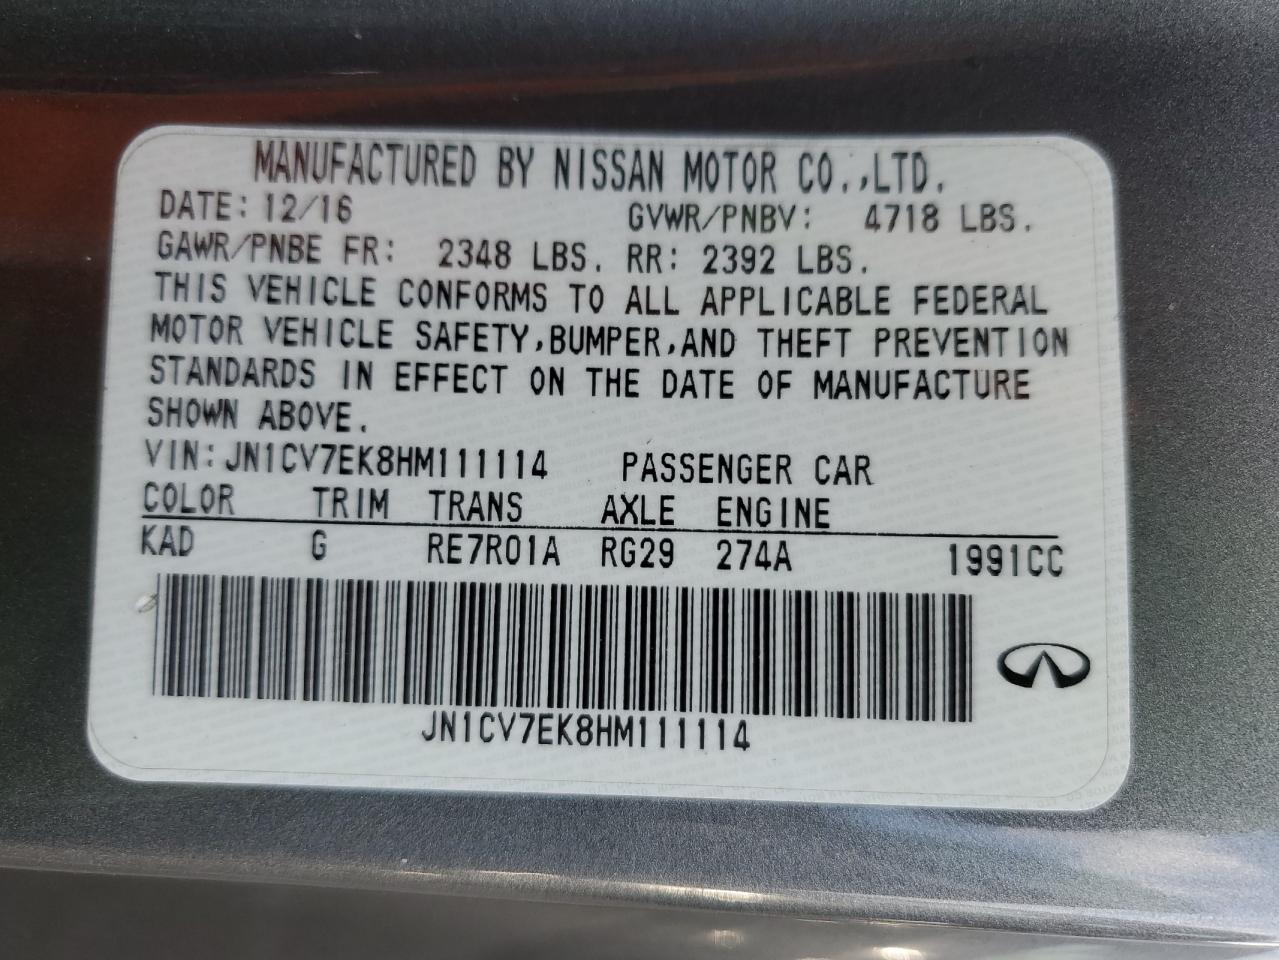 MANUFACTURED BY NISSAN MOTOR CO.,LTD.
DATE: 12/16 GVWR/PNBV: 4718 LBS.
GAWR/PNBE FR: 2348 LBS. RR: 2392 LBS.
THIS VEHICLE CONFORMS TO ALL APPLICABLE FEDERAL
MOTOR VEHICLE SAFETY,BUMPER,AND THEFT PREVENTION
STANDARDS IN EFFECT ON THE DATE OF MANUFACTURE
SHOWN ABOVE.
VIN: JN1CV7EK8HM111114 PASSENGER CAR
COLOR TRIM TRANS AXLE ENGINE
KAD G RE7R01A RG29 274A 1991CC
JN1CV7EK8HM111114